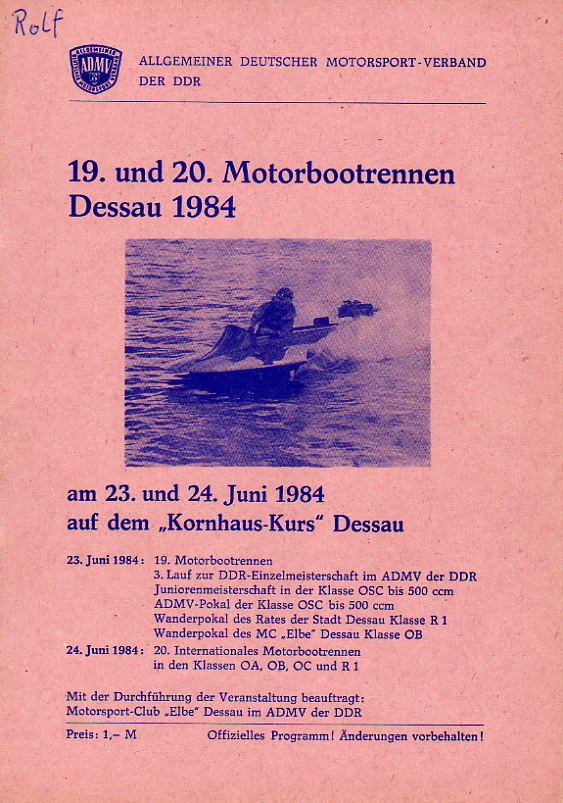 Rolf
ALLGEMEINER
ADMV
ALLGEMEINER DEUTSCHER MOTORSPORT-VERBAND
DER DDR
19. und 20. Motorbootrennen
Dessau 1984
am 23. und 24. Juni 1984
auf dem „Kornhaus-Kurs“ Dessau
23. Juni 1984: 19. Motorbootrennen
3. Lauf zur DDR-Einzelmeisterschaft im ADMV der DDR
Juniorenmeisterschaft in der Klasse OSC bis 500 ccm
ADMV-Pokal der Klasse OSC bis 500 ccm
Wanderpokal des Rates der Stadt Dessau Klasse R 1
Wanderpokal des MC „Elbe“ Dessau Klasse OB
24. Juni 1984: 20. Internationales Motorbootrennen
in den Klassen OA, OB, OC und R 1
Mit der Durchführung der Veranstaltung beauftragt:
Motorsport-Club „Elbe“ Dessau im ADMV der DDR
Preis: 1,– M Offizielles Programm! Änderungen vorbehalten!